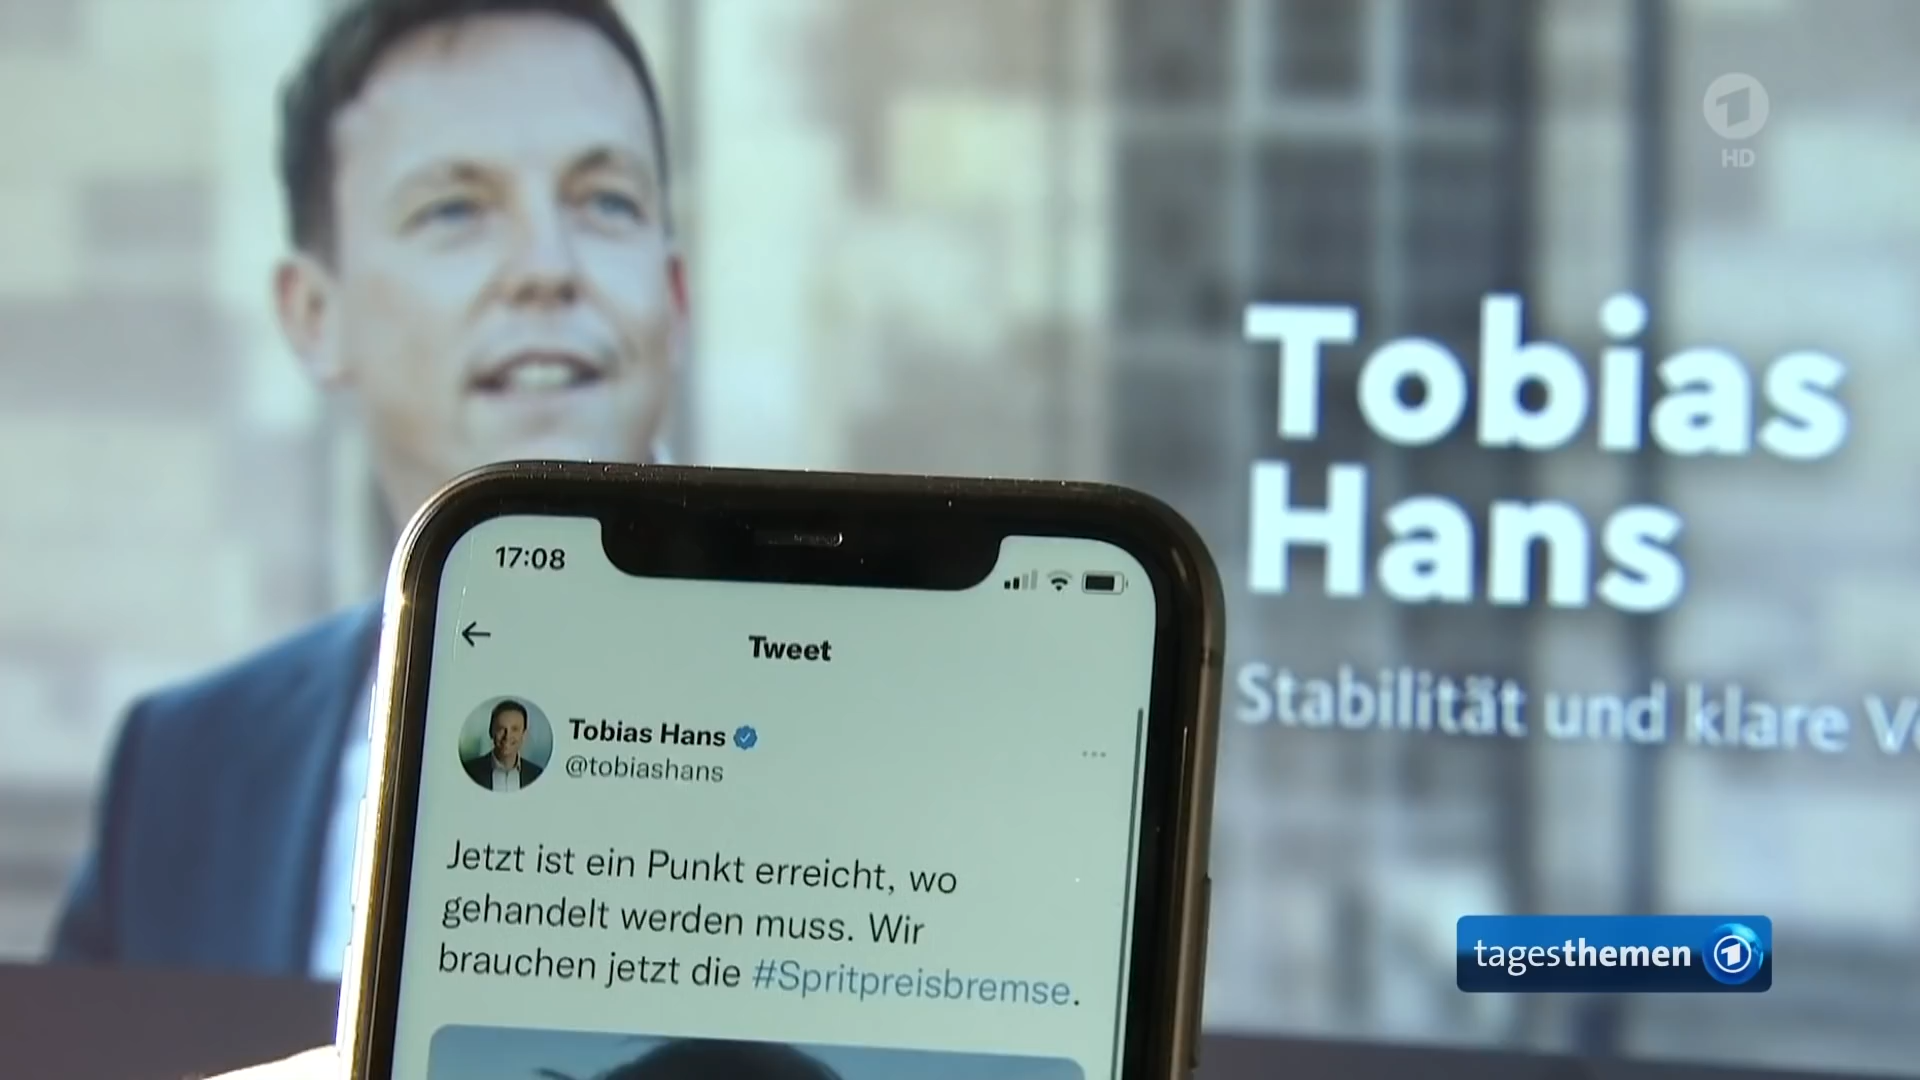 HD
Tobias
Hans
Stabilität und klare
17:08
Tweet
Tobias Hans
@tobiashans
Jetzt ist ein Punkt erreicht, wo
gehandelt werden muss. Wir
brauchen jetzt die #Spritpreisbremse.
tagesthemen